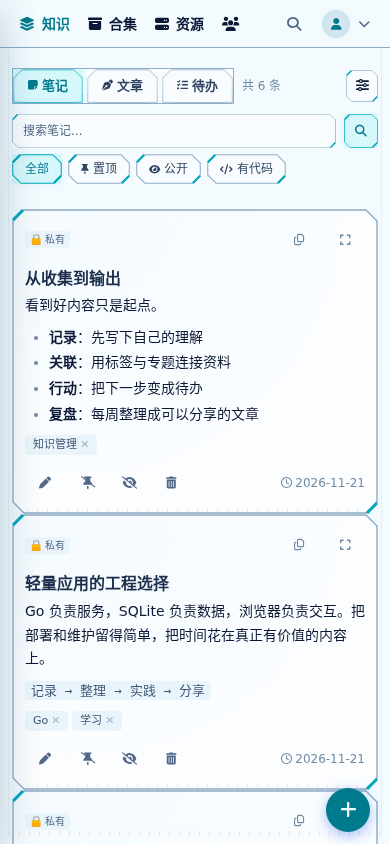 知识 合集 资源
笔记 文章 待办 共 6 条
搜索笔记...
全部 置顶 公开 有代码
私有
从收集到输出
看到好内容只是起点。
• 记录：先写下自己的理解
• 关联：用标签与专题连接资料
• 行动：把下一步变成待办
• 复盘：每周整理成可以分享的文章
知识管理 ×
2026-11-21
私有
轻量应用的工程选择
Go 负责服务，SQLite 负责数据，浏览器负责交互。把
部署和维护留得简单，把时间花在真正有价值的内容
上。
记录 → 整理 → 实践 → 分享
Go × 学习 ×
2026-11-21
私有